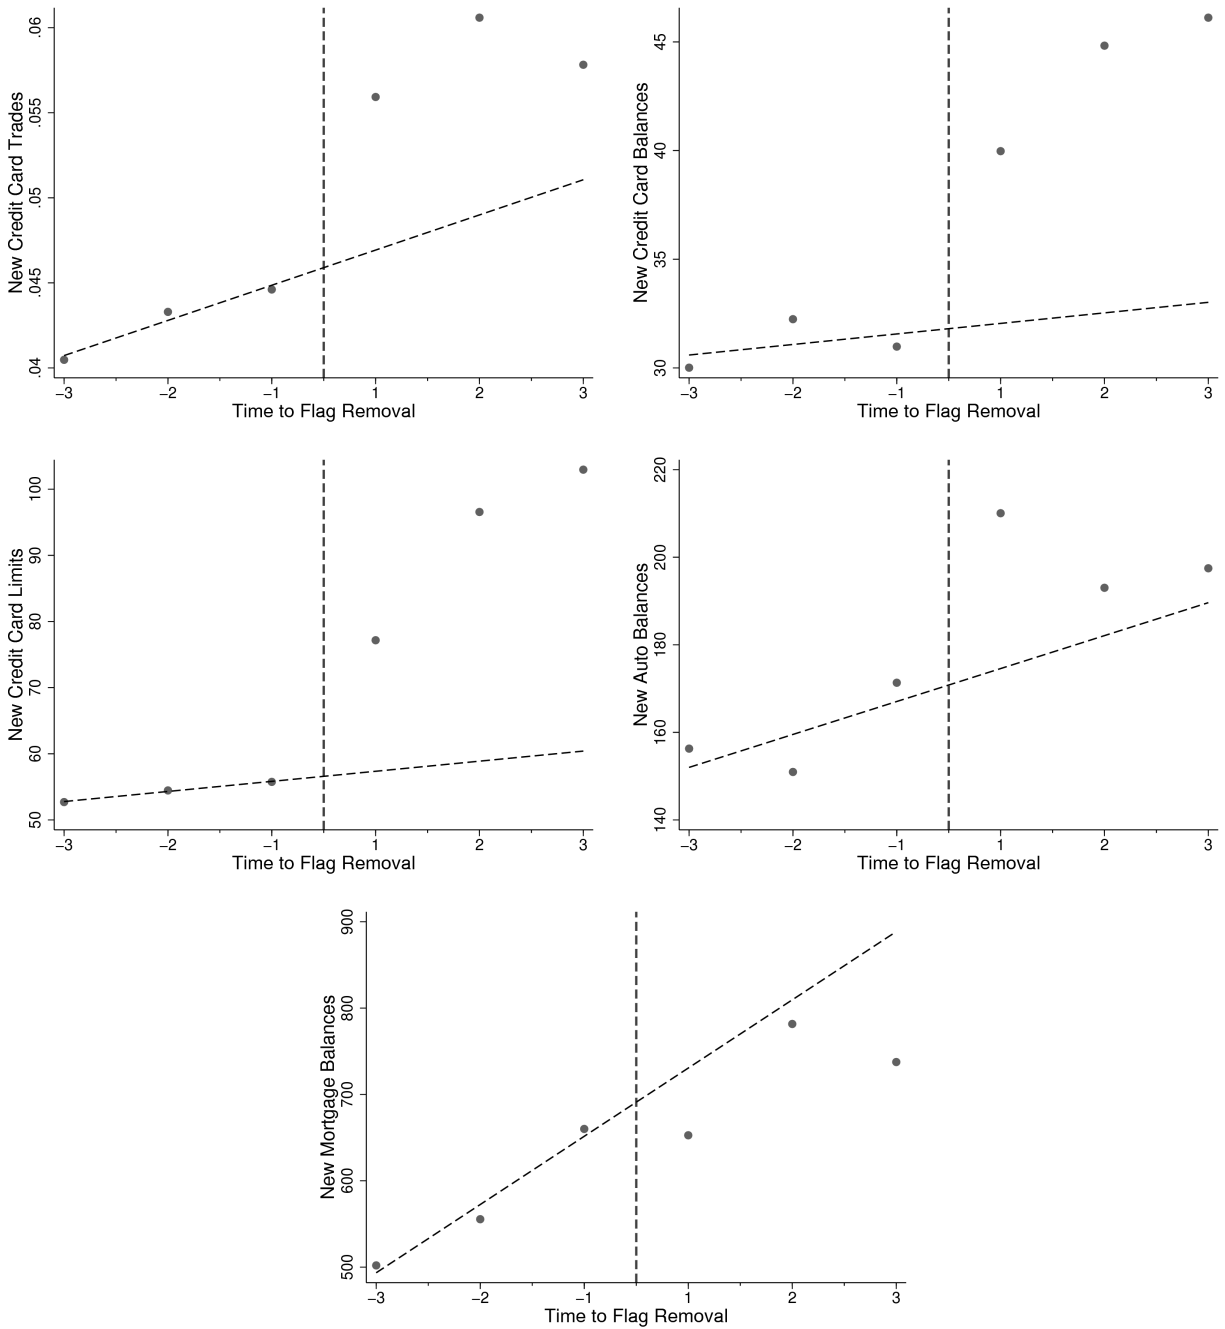 New Credit Card Trades
.06
.055
.05
.045
.04
−3 −2 −1 1 2 3
Time to Flag Removal
New Credit Card Balances
45
40
35
30
−3 −2 −1 1 2 3
Time to Flag Removal
New Credit Card Limits
100
90
80
70
60
50
−3 −2 −1 1 2 3
Time to Flag Removal
New Auto Balances
220
200
180
160
140
−3 −2 −1 1 2 3
Time to Flag Removal
New Mortgage Balances
900
800
700
600
500
−3 −2 −1 1 2 3
Time to Flag Removal